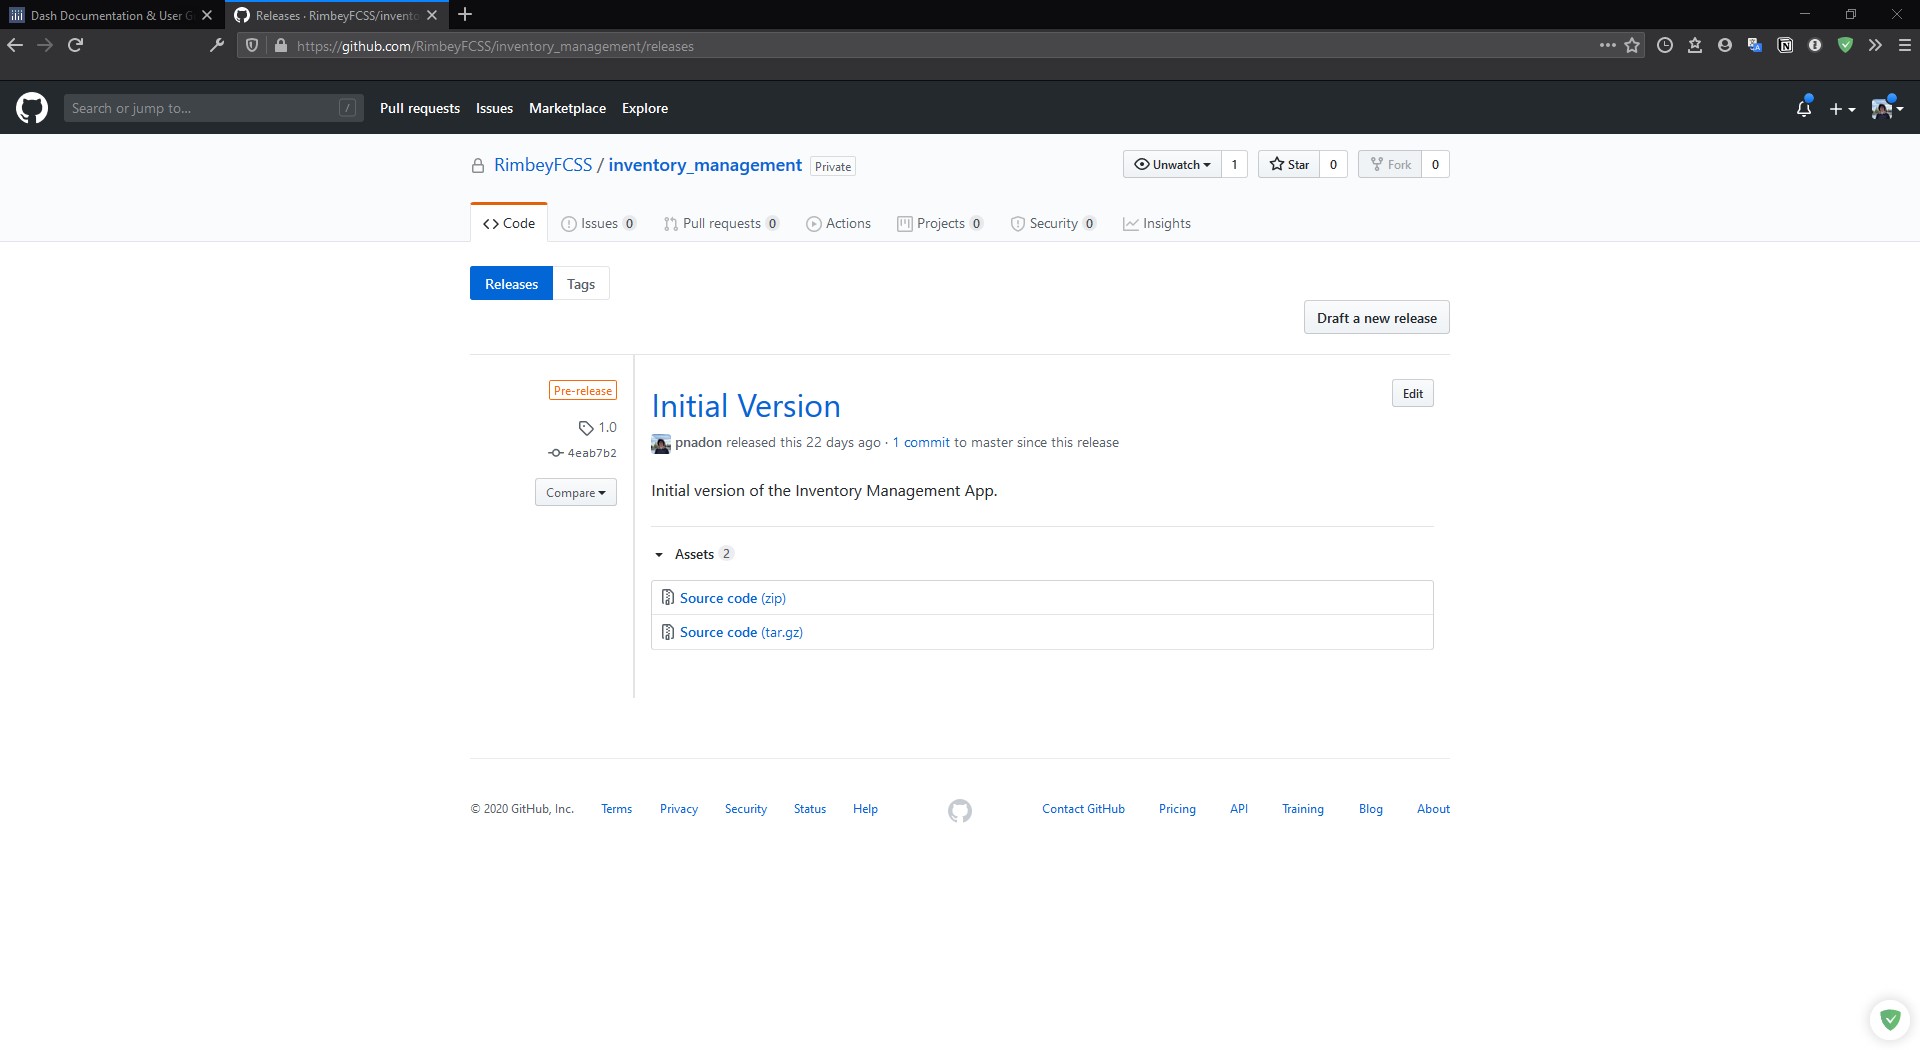 Dash Documentation & User G
Releases · RimbeyFCSS/invento
https://github.com/RimbeyFCSS/inventory_management/releases
Search or jump to...
/
Pull requests
Issues
Marketplace
Explore
RimbeyFCSS / inventory_management
Private
Unwatch
1
Star
0
Fork
0
Code
Issues 0
Pull requests 0
Actions
Projects 0
Security 0
Insights
Releases
Tags
Draft a new release
Pre-release
1.0
4eab7b2
Compare
Initial Version
Edit
pnadon released this 22 days ago · 1 commit to master since this release
Initial version of the Inventory Management App.
Assets 2
Source code (zip)
Source code (tar.gz)
© 2020 GitHub, Inc.
Terms
Privacy
Security
Status
Help
Contact GitHub
Pricing
API
Training
Blog
About